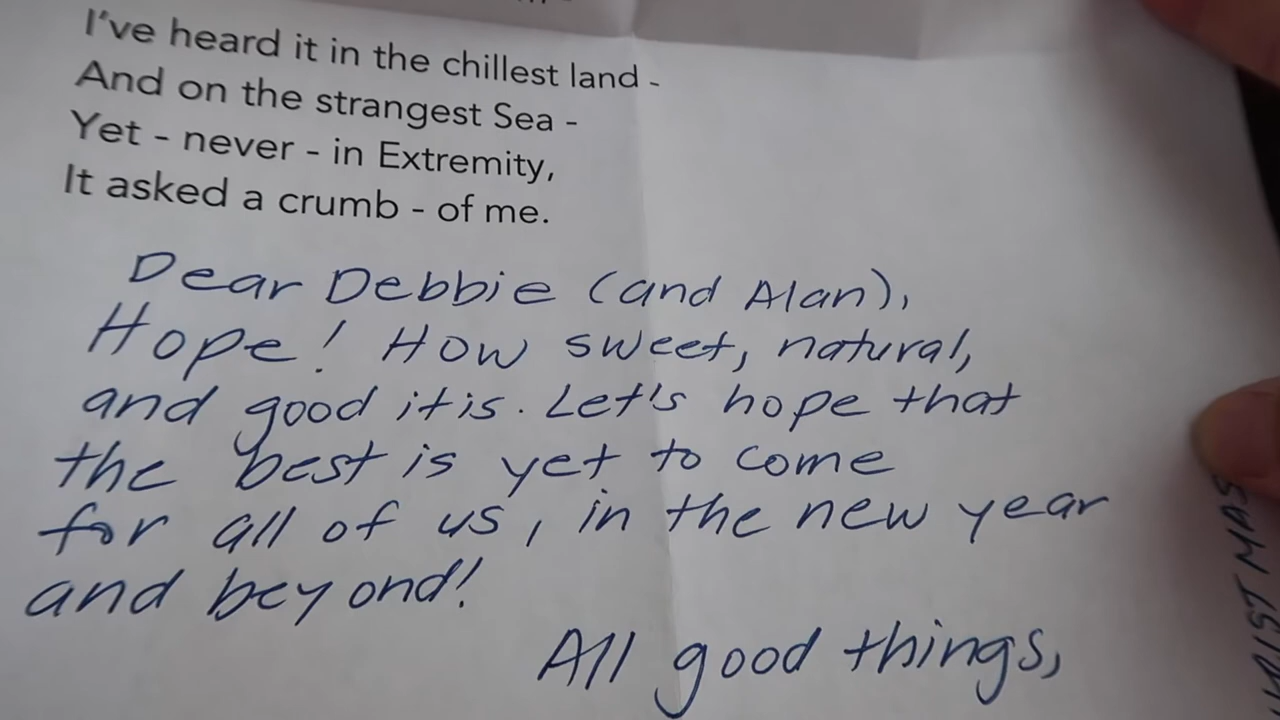 I've heard it in the chillest land -
And on the strangest Sea -
Yet - never - in Extremity,
It asked a crumb - of me.
Dear Debbie (and Alan),
Hope! How sweet, natural,
and good it is. Let's hope that
the best is yet to come
for all of us, in the new year
and beyond!
All good things,